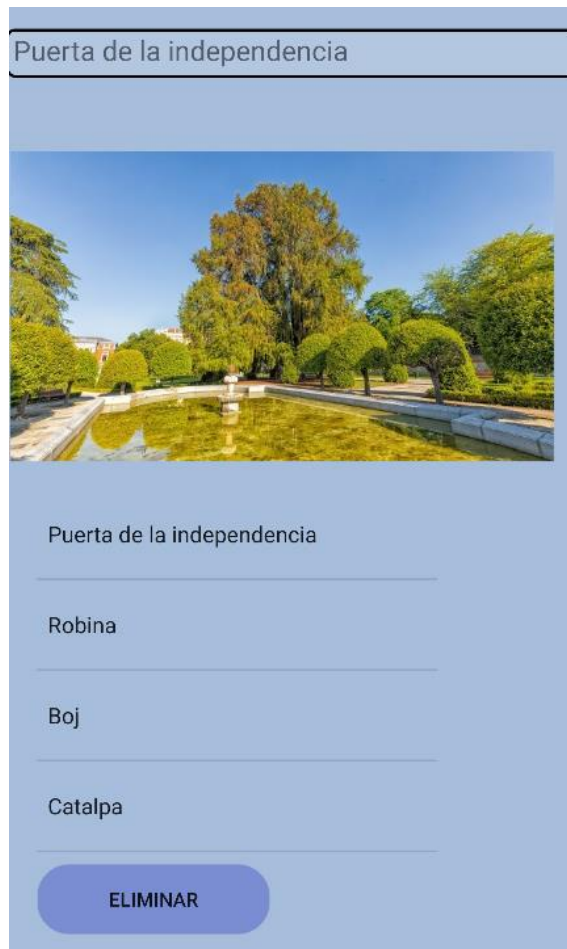 Puerta de la independencia
Puerta de la independencia
Robina
Boj
Catalpa
ELIMINAR